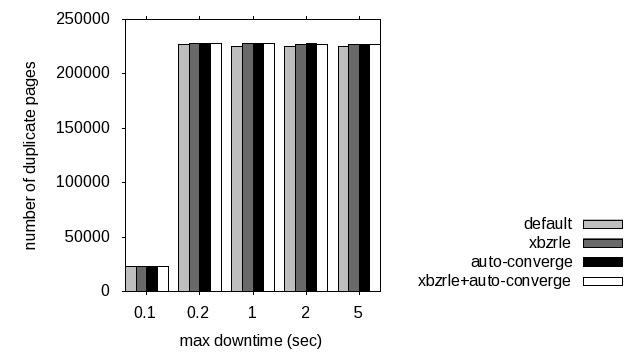 250000
200000
150000
100000
50000
0
number of duplicate pages
0.1 0.2 1 2 5
max downtime (sec)
default
xbzrle
auto-converge
xbzrle+auto-converge